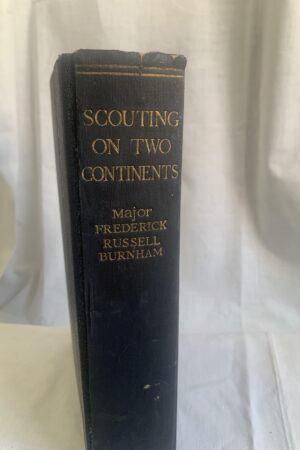 SCOUTING
ON TWO
CONTINENTS
Major
FREDERICK
RUSSELL
BURNHAM